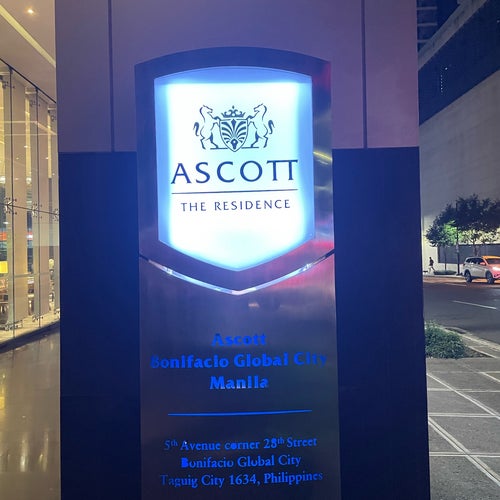 ASCOTT
THE RESIDENCE
Ascott
Bonifacio Global City
Manila
5th Avenue corner 28th Street
Bonifacio Global City
Taguig City 1634, Philippines